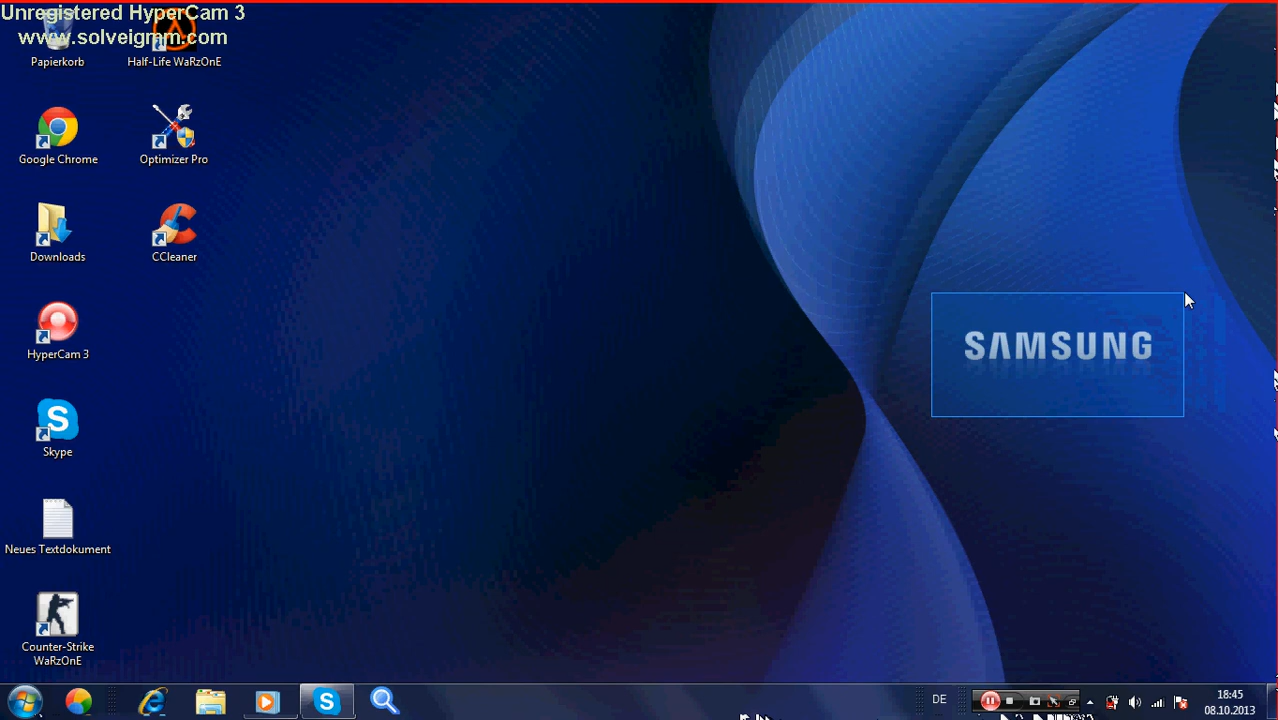 Unregistered HyperCam 3
www.solveigmm.com
Papierkorb
Half-Life WaRzOnE
Google Chrome
Optimizer Pro
Downloads
CCleaner
HyperCam 3
Skype
Neues Textdokument
Counter-Strike
WaRzOnE
SAMSUNG
DE
18:45
08.10.2013